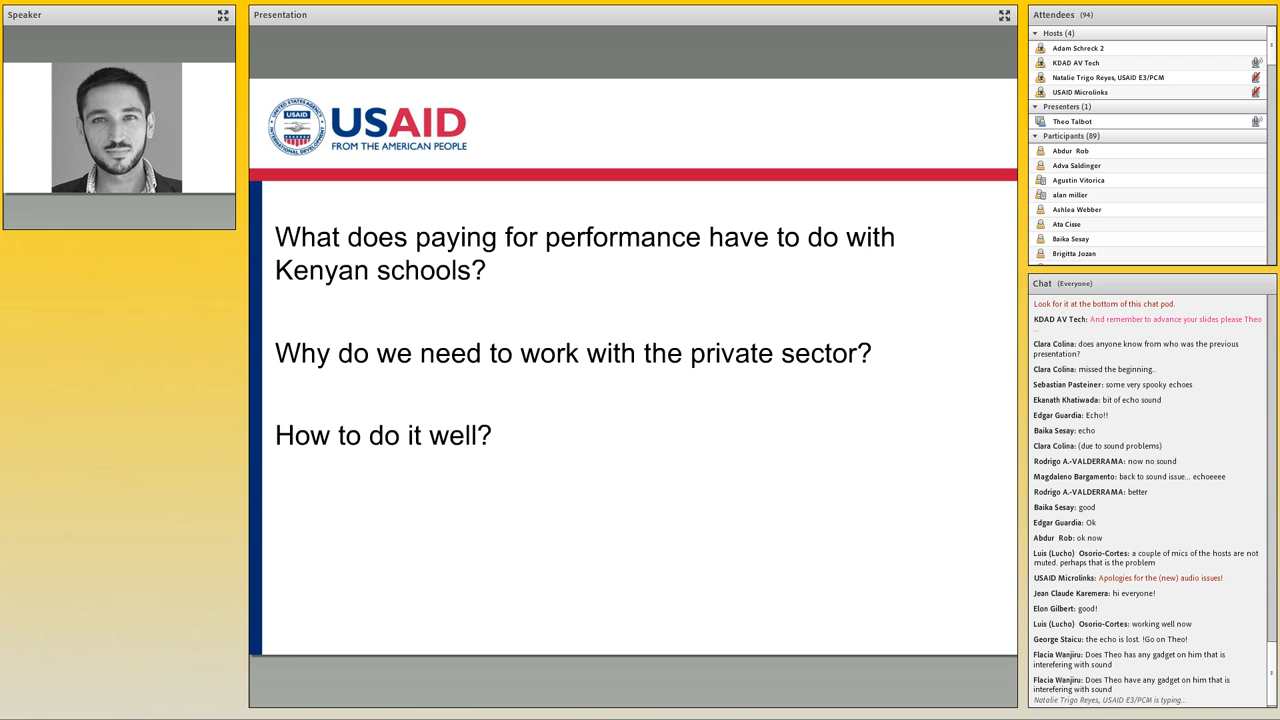 Speaker
Presentation
UNITED STATES AGENCY
INTERNATIONAL DEVELOPMENT
USAID
USAID
FROM THE AMERICAN PEOPLE
What does paying for performance have to do with
Kenyan schools?
Why do we need to work with the private sector?
How to do it well?
Attendees (94)
Hosts (4)
Adam Schreck 2
KDAD AV Tech
Natalie Trigo Reyes, USAID E3/PCM
USAID Microlinks
Presenters (1)
Theo Talbot
Participants (89)
Abdur Rob
Adva Saldinger
Agustin Vitorica
alan miller
Ashlea Webber
Ata Cisse
Baika Sesay
Brigitta Jozan
Chat (Everyone)
Look for it at the bottom of this chat pod.
KDAD AV Tech: And remember to advance your slides please Theo
...
Clara Colina: does anyone know from who was the previous
presentation?
Clara Colina: missed the beginning..
Sebastian Pasteiner: some very spooky echoes
Ekanath Khatiwada: bit of echo sound
Edgar Guardia: Echo!!
Baika Sesay: echo
Clara Colina: (due to sound problems)
Rodrigo A.-VALDERRAMA: now no sound
Magdaleno Bargamento: back to sound issue... echoeeee
Rodrigo A.-VALDERRAMA: better
Baika Sesay: good
Edgar Guardia: Ok
Abdur Rob: ok now
Luis (Lucho) Osorio-Cortes: a couple of mics of the hosts are not
muted. perhaps that is the problem
USAID Microlinks: Apologies for the (new) audio issues!
Jean Claude Karemera: hi everyone!
Elon Gilbert: good!
Luis (Lucho) Osorio-Cortes: working well now
George Staicu: the echo is lost. !Go on Theo!
Flacia Wanjiru: Does Theo has any gadget on him that is
interefering with sound
Flacia Wanjiru: Does Theo have any gadget on him that is
interefering with sound
Natalie Trigo Reyes, USAID E3/PCM is typing...